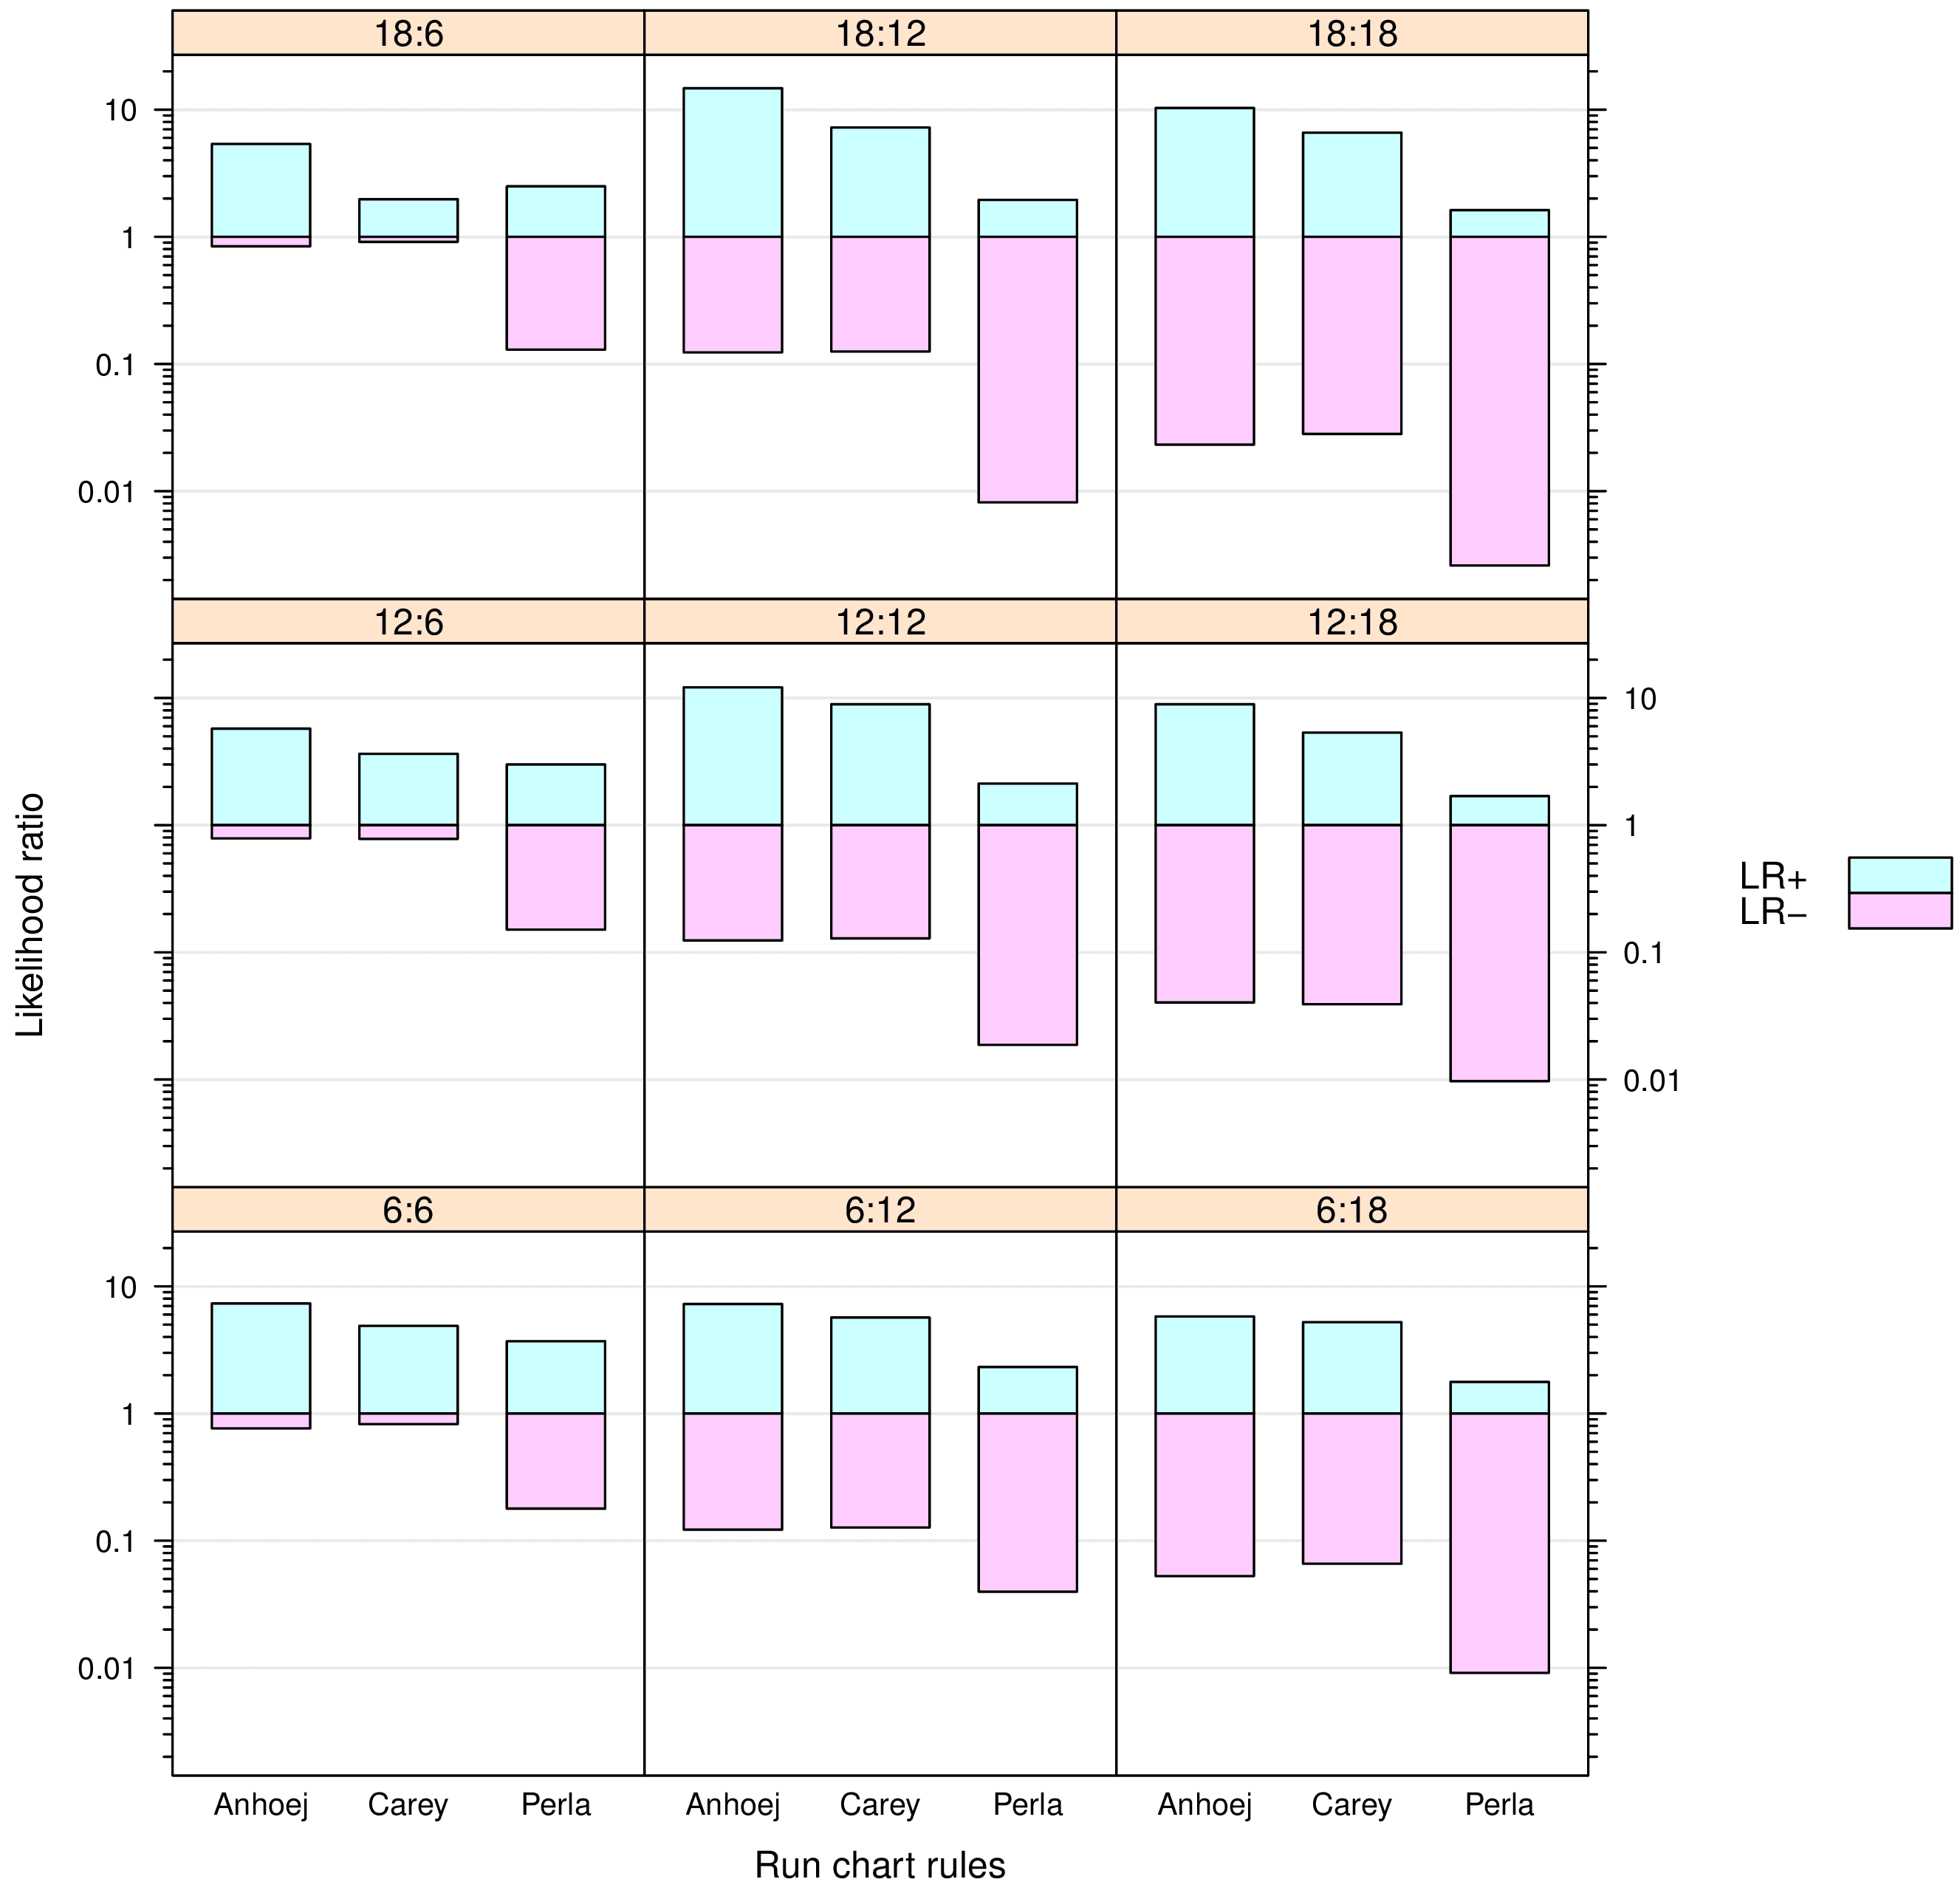 18:6 18:12 18:18
10
1
0.1
0.01
12:6 12:12 12:18
10
1
0.1
0.01
Likelihood ratio
LR+
LR−
6:6 6:12 6:18
10
1
0.1
0.01
Anhoej Carey Perla Anhoej Carey Perla Anhoej Carey Perla
Run chart rules